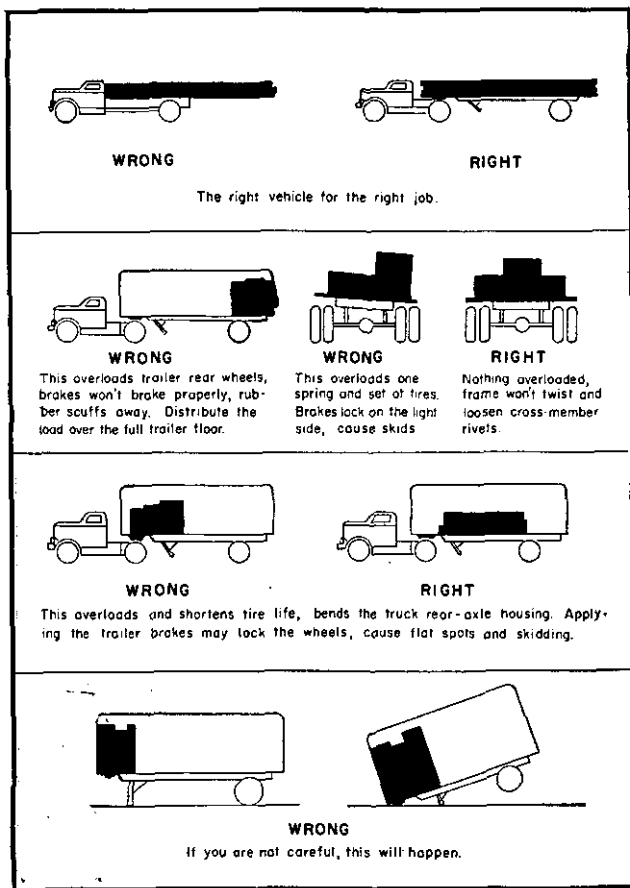 WRONG
RIGHT
The right vehicle for the right job.
WRONG
This overloads trailer rear wheels,
brakes won't brake properly, rub-
ber scuffs away. Distribute the
load over the full trailer floor.
WRONG
This overloads one
spring and set of tires.
Brakes lock on the light
side, cause skids
RIGHT
Nothing overloaded,
frame won't twist and
loosen cross-member
rivets.
WRONG
RIGHT
This overloads and shortens tire life, bends the truck rear-axle housing. Apply-
ing the trailer brakes may lock the wheels, cause flat spots and skidding.
WRONG
If you are not careful, this will happen.